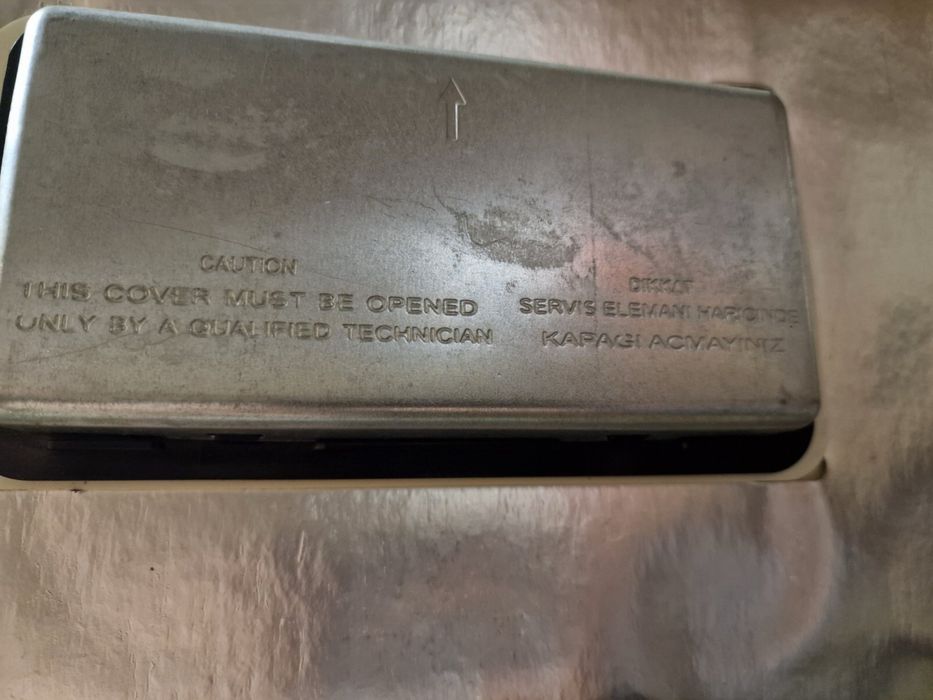 CAUTION
THIS COVER MUST BE OPENED
ONLY BY A QUALIFIED TECHNICIAN
DIKKAT
SERVIS ELEMANI HARICINDE
KAPAGI ACMAYINIZ